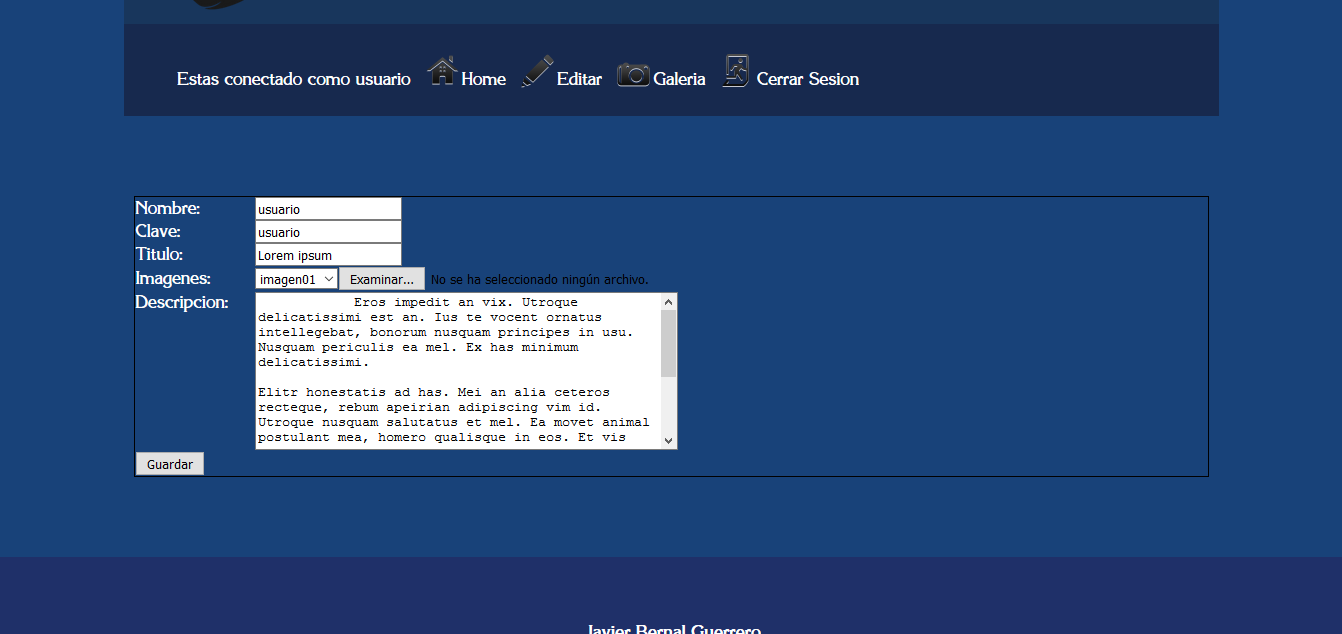 Estas conectado como usuario Home Editar Galeria Cerrar Sesion
Nombre: usuario
Clave: usuario
Titulo: Lorem ipsum
Imagenes: imagen01 Examinar... No se ha seleccionado ningún archivo.
Descripcion: Eros impedit an vix. Utroque
delicatissimi est an. Ius te vocent ornatus
intellegebat, bonorum nusquam principes in usu.
Nusquam periculis ea mel. Ex has minimum
delicatissimi.
Elitr honestatis ad has. Mei an alia ceteros
recteque, rebum apeirian adipiscing vim id.
Utroque nusquam salutatus et mel. Ea movet animal
postulant mea, homero qualisque in eos. Et vis
Guardar
Javier Bernal Guerrero